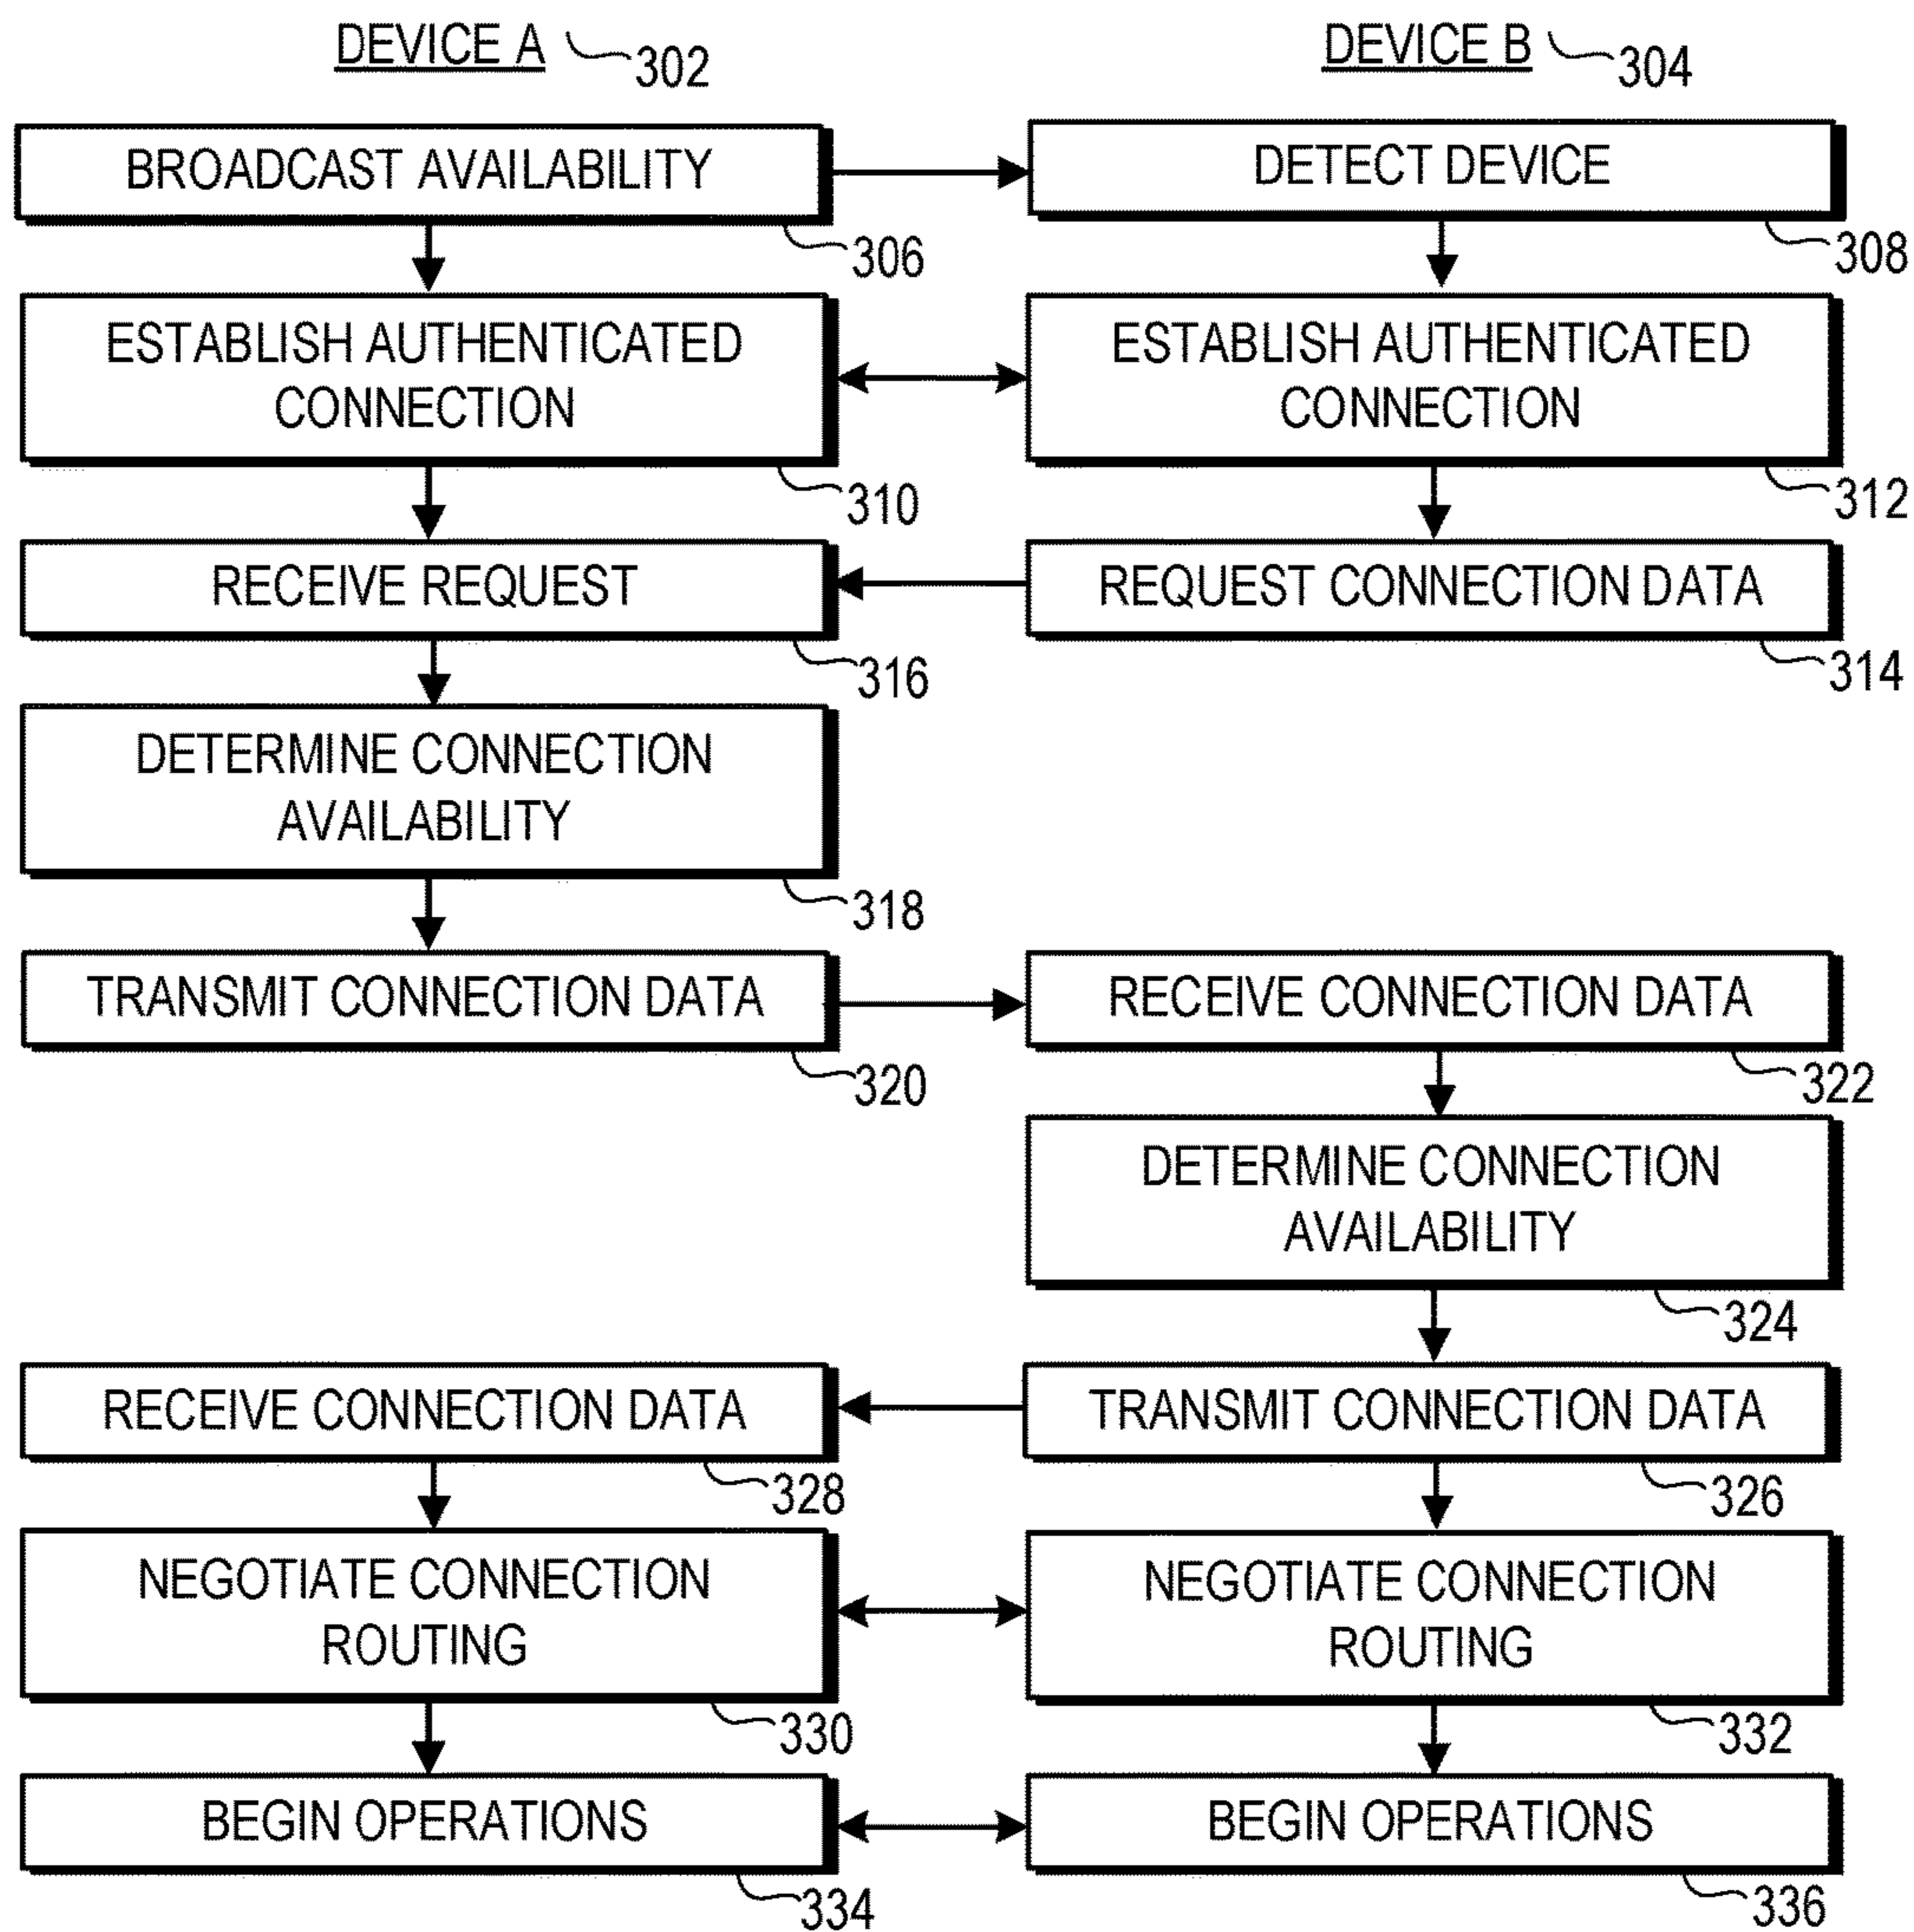 DEVICE A 302
DEVICE B 304
BROADCAST AVAILABILITY
306
DETECT DEVICE
308
ESTABLISH AUTHENTICATED
CONNECTION
310
ESTABLISH AUTHENTICATED
CONNECTION
312
RECEIVE REQUEST
316
REQUEST CONNECTION DATA
314
DETERMINE CONNECTION
AVAILABILITY
318
TRANSMIT CONNECTION DATA
320
RECEIVE CONNECTION DATA
322
DETERMINE CONNECTION
AVAILABILITY
324
RECEIVE CONNECTION DATA
328
TRANSMIT CONNECTION DATA
326
NEGOTIATE CONNECTION
ROUTING
330
NEGOTIATE CONNECTION
ROUTING
332
BEGIN OPERATIONS
334
BEGIN OPERATIONS
336